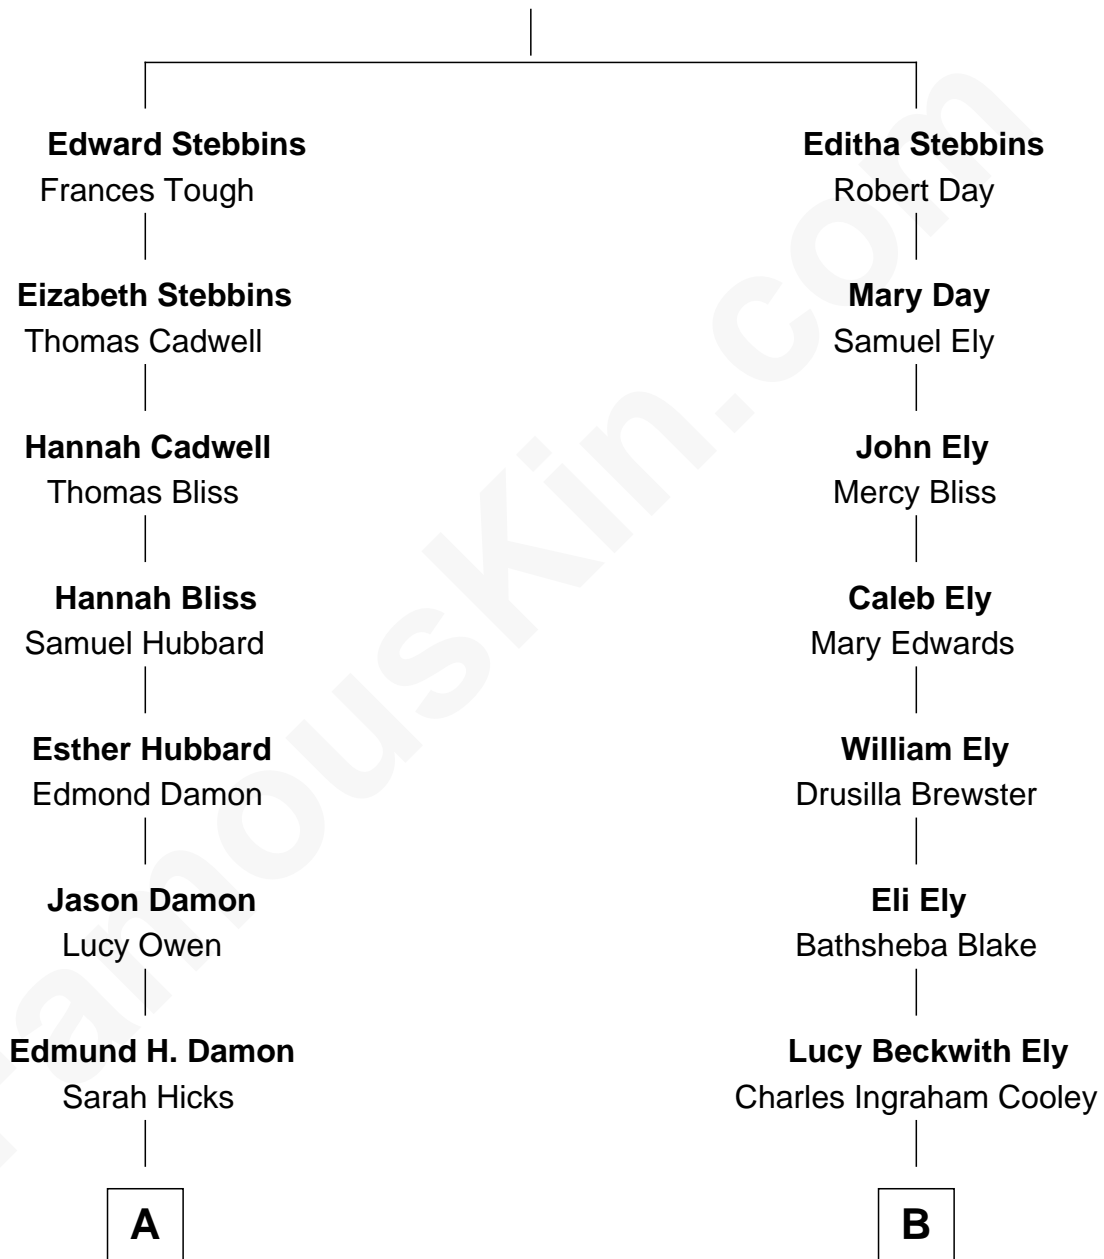 Edward Stebbins
Frances Tough
Eizabeth Stebbins
Thomas Cadwell
Hannah Cadwell
Thomas Bliss
Hannah Bliss
Samuel Hubbard
Esther Hubbard
Edmond Damon
Jason Damon
Lucy Owen
Edmund H. Damon
Sarah Hicks
A
Editha Stebbins
Robert Day
Mary Day
Samuel Ely
John Ely
Mercy Bliss
Caleb Ely
Mary Edwards
William Ely
Drusilla Brewster
Eli Ely
Bathsheba Blake
Lucy Beckwith Ely
Charles Ingraham Cooley
B
FamousKin.com